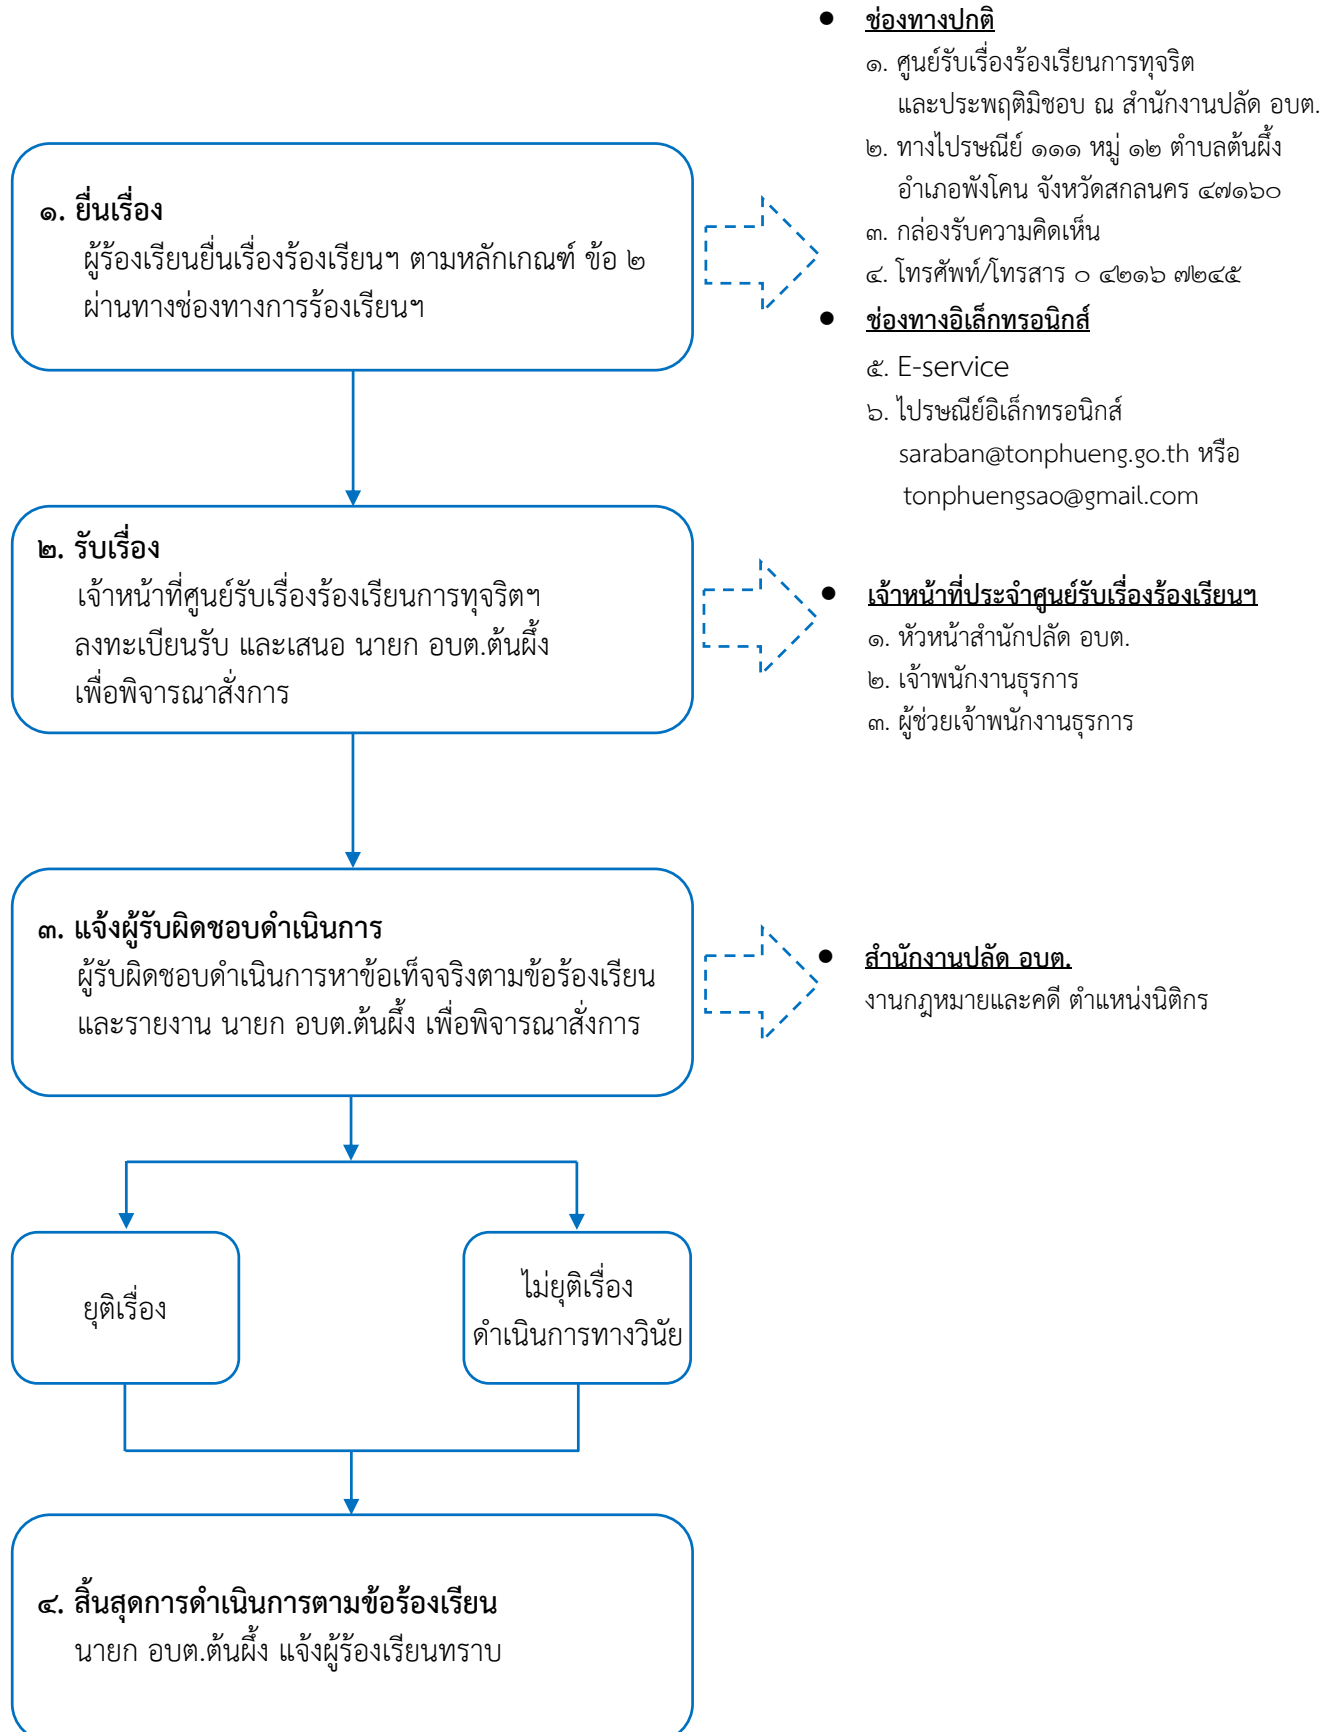 ช่องทางปกติ
๑. ศูนย์รับเรื่องร้องเรียนการทุจริต
และประพฤติมิชอบ ณ สำนักงานปลัด อบต.
๒. ทางไปรษณีย์ ๑๑๑ หมู่ ๑๒ ตำบลต้นผึ้ง
อำเภอพังโคน จังหวัดสกลนคร ๔๗๑๖๐
๓. กล่องรับความคิดเห็น
๔. โทรศัพท์/โทรสาร ๐ ๔๒๑๖ ๗๒๔๕
ช่องทางอิเล็กทรอนิกส์
๕. E-service
๖. ไปรษณีย์อิเล็กทรอนิกส์
saraban@tonphueng.go.th หรือ
tonphuengsao@gmail.com
๑. ยื่นเรื่อง
ผู้ร้องเรียนยื่นเรื่องร้องเรียนฯ ตามหลักเกณฑ์ ข้อ ๒
ผ่านทางช่องทางการร้องเรียนฯ
๒. รับเรื่อง
เจ้าหน้าที่ศูนย์รับเรื่องร้องเรียนการทุจริตฯ
ลงทะเบียนรับ และเสนอ นายก อบต.ต้นผึ้ง
เพื่อพิจารณาสั่งการ
เจ้าหน้าที่ประจำศูนย์รับเรื่องร้องเรียนฯ
๑. หัวหน้าสำนักปลัด อบต.
๒. เจ้าพนักงานธุรการ
๓. ผู้ช่วยเจ้าพนักงานธุรการ
๓. แจ้งผู้รับผิดชอบดำเนินการ
ผู้รับผิดชอบดำเนินการหาข้อเท็จจริงตามข้อร้องเรียน
และรายงาน นายก อบต.ต้นผึ้ง เพื่อพิจารณาสั่งการ
สำนักงานปลัด อบต.
งานกฎหมายและคดี ตำแหน่งนิติกร
ยุติเรื่อง
ไม่ยุติเรื่อง
ดำเนินการทางวินัย
๔. สิ้นสุดการดำเนินการตามข้อร้องเรียน
นายก อบต.ต้นผึ้ง แจ้งผู้ร้องเรียนทราบ